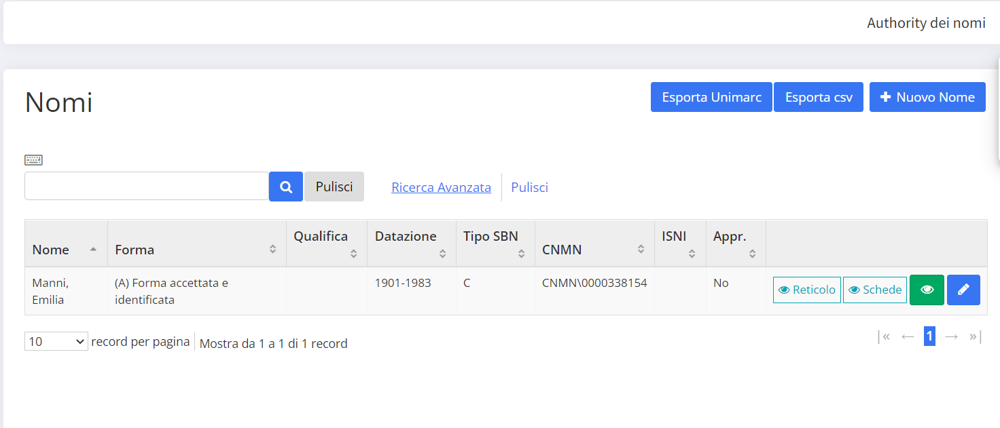 Authority dei nomi
Nomi
Esporta Unimarc
Esporta csv
Nuovo Nome
Pulisci
Ricerca Avanzata
Pulisci
Nome
Forma
Qualifica
Datazione
Tipo SBN
CNMN
ISNI
Appr.
Manni,
Emilia
(A) Forma accettata e
identificata
1901-1983
C
CNMN\0000338154
No
Reticolo
Schede
10
record per pagina
Mostra da 1 a 1 di 1 record
|« ← 1 → »|